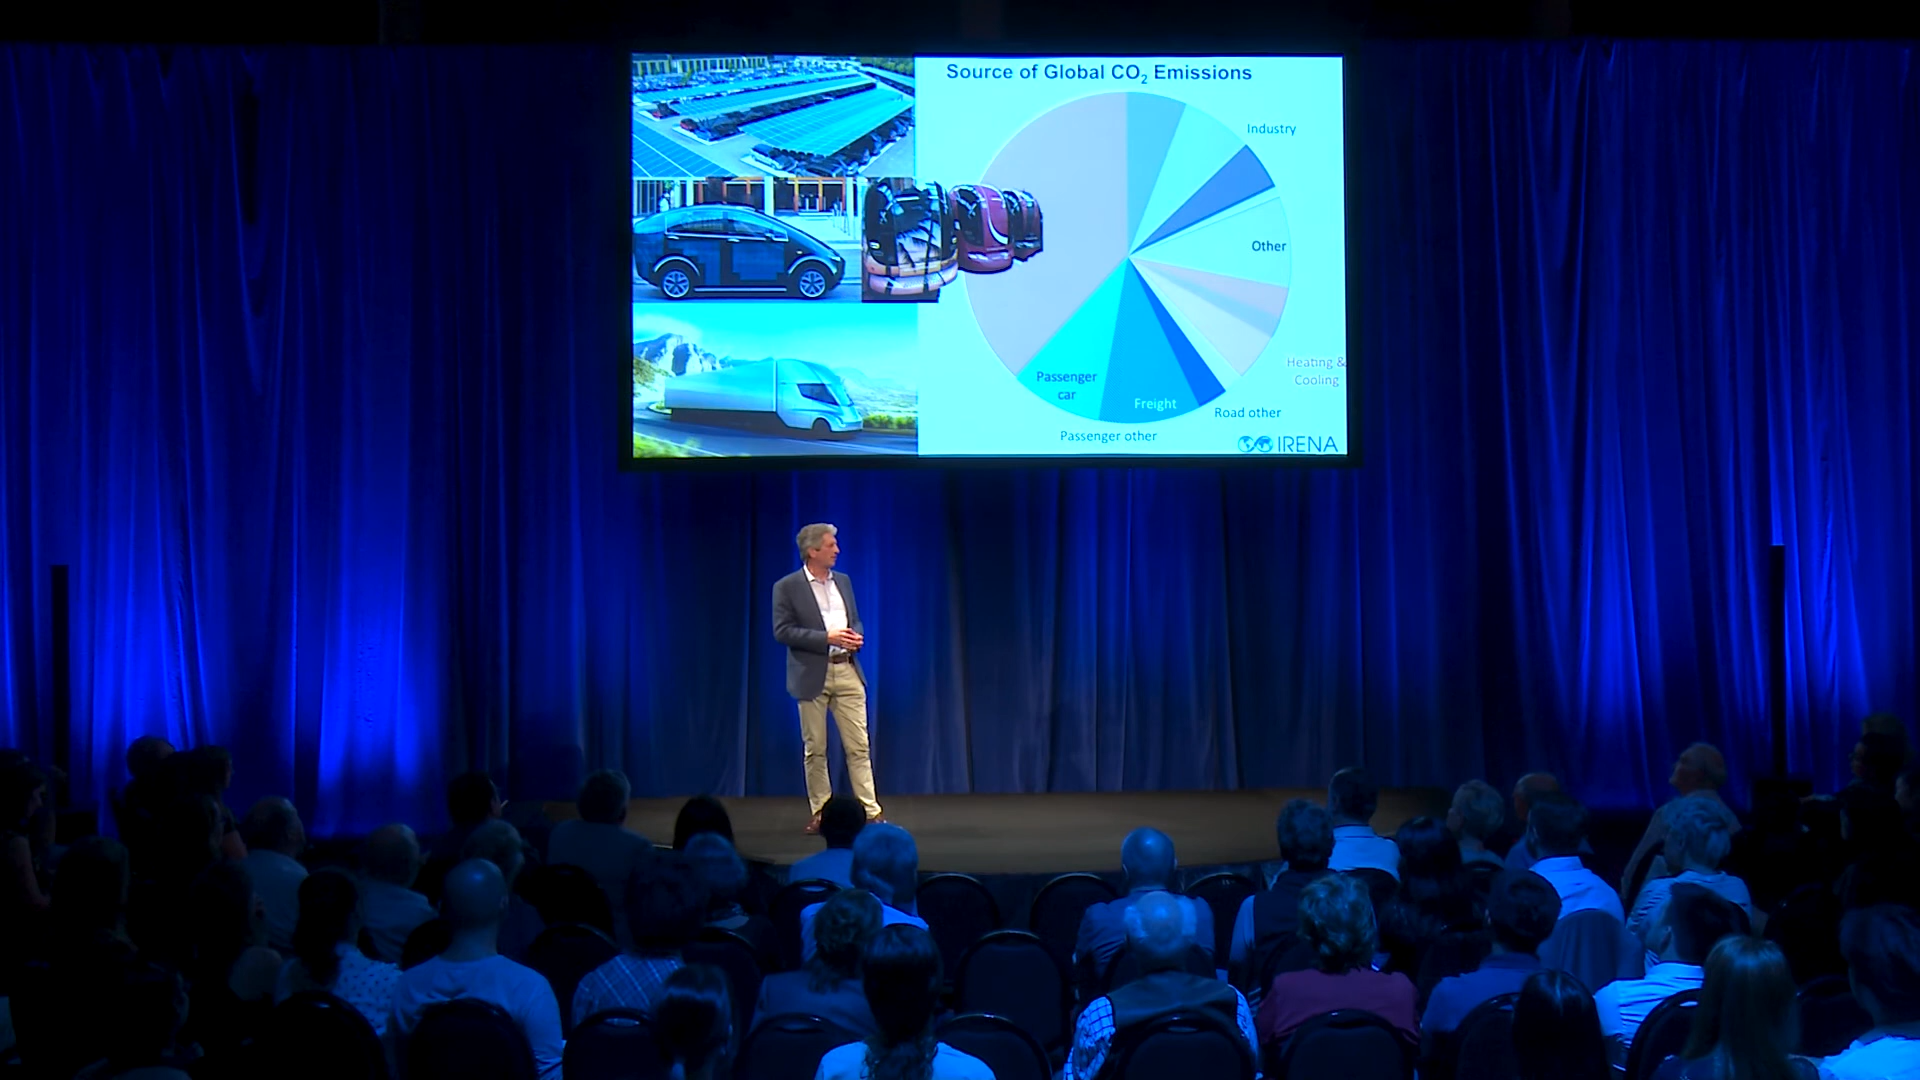 Source of Global CO₂ Emissions
Industry
Other
Heating &
Cooling
Passenger
car
Freight
Road other
Passenger other
IRENA